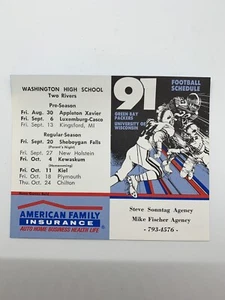 WASHINGTON HIGH SCHOOL
Two Rivers
Pre-Season
Fri. Aug. 30 Appleton Xavier
Fri. Sept. 6 Luxemburg-Casco
Fri. Sept. 13 Kingsford, MI
Regular-Season
Fri. Sept. 20 Sheboygan Falls
(Parent's Night)
Fri. Sept. 27 New Holstein
Fri. Oct. 4 Kewaskum
(Homecoming)
Fri. Oct. 11 Kiel
Fri. Oct. 18 Plymouth
Thu. Oct. 24 Chilton
AMERICAN FAMILY
INSURANCE
AUTO HOME BUSINESS HEALTH LIFE
91
FOOTBALL
SCHEDULE
GREEN BAY
PACKERS
UNIVERSITY OF
WISCONSIN
Steve Sonntag Agency
Mike Fischer Agency
- 793-4576 -